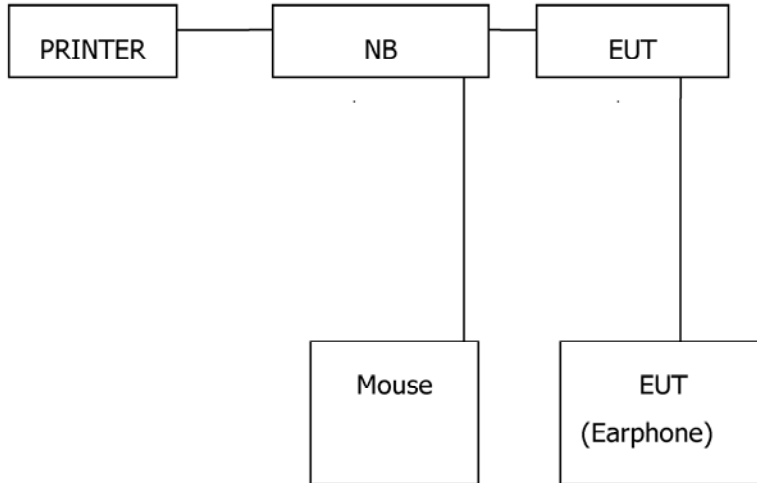 PRINTER
NB
EUT
Mouse
EUT
(Earphone)